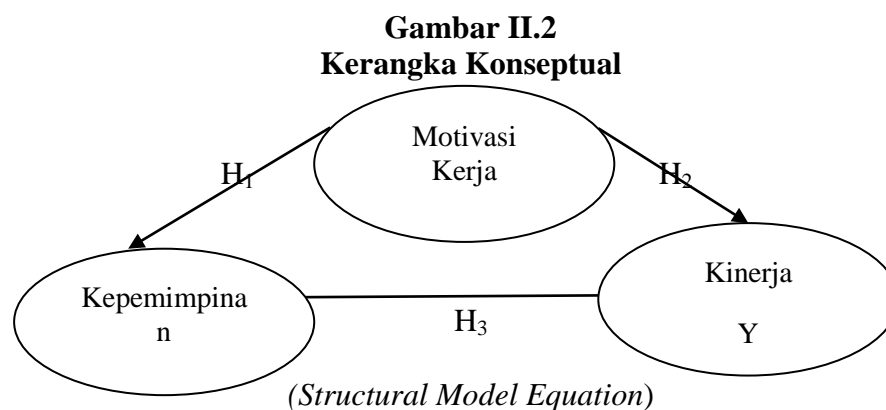 Gambar II.2
Kerangka Konseptual
Motivasi
Kerja
H₁
H₂
Kepemimpina
n
Kinerja
Y
H₃
(Structural Model Equation)